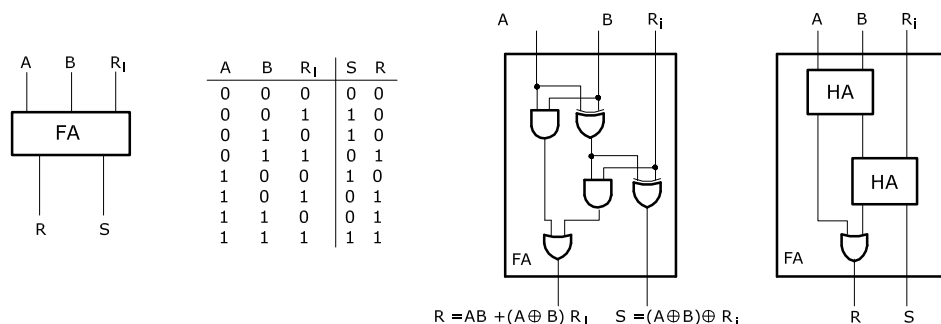 A B R_I
FA
R S
A B R_I S R
0 0 0 0 0
0 0 1 1 0
0 1 0 1 0
0 1 1 0 1
1 0 0 1 0
1 0 1 0 1
1 1 0 0 1
1 1 1 1 1
A B R_i
FA
R =AB +(A⊕ B) R_I S =(A⊕B)⊕ R_i
A B R_i
HA
HA
FA
R S